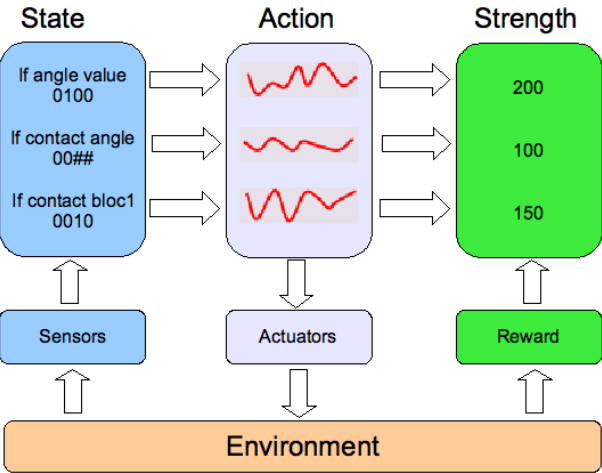 State
Action
Strength
If angle value
0100
If contact angle
00##
If contact bloc1
0010
200
100
150
Sensors
Actuators
Reward
Environment